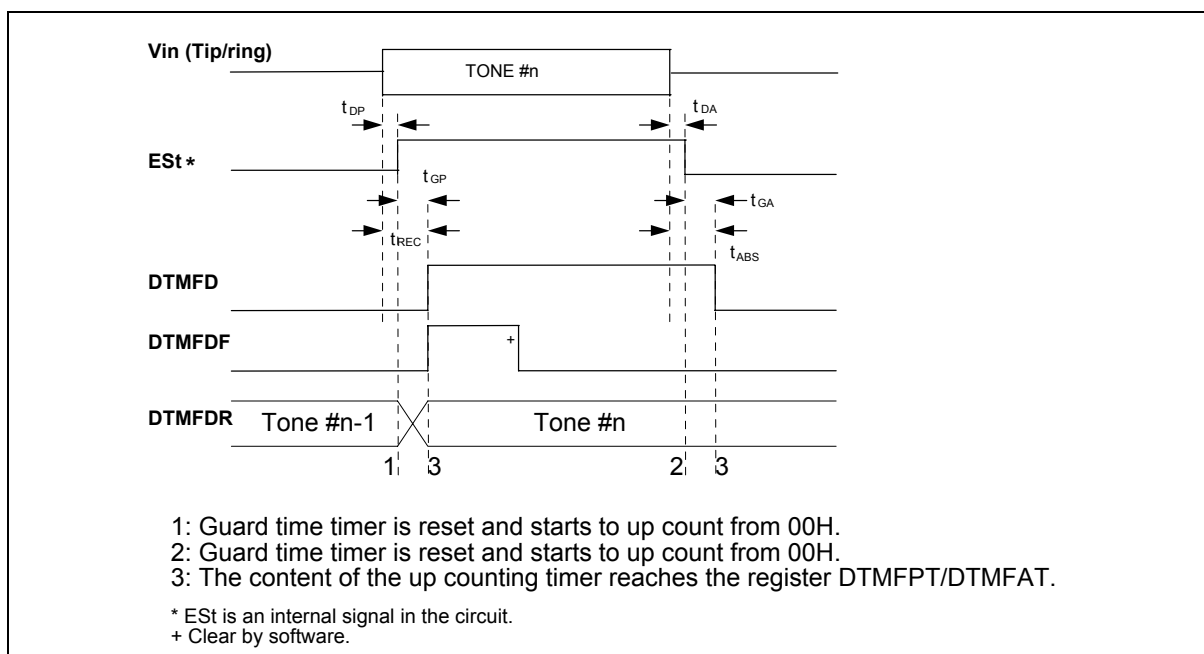 Vin (Tip/ring)
TONE #n
tDP
tDA
ESt *
tGP
tGA
tREC
tABS
DTMFD
DTMFDF
+
DTMFDR
Tone #n-1
Tone #n
1 3 2 3
1: Guard time timer is reset and starts to up count from 00H.
2: Guard time timer is reset and starts to up count from 00H.
3: The content of the up counting timer reaches the register DTMFPT/DTMFAT.
* ESt is an internal signal in the circuit.
+ Clear by software.